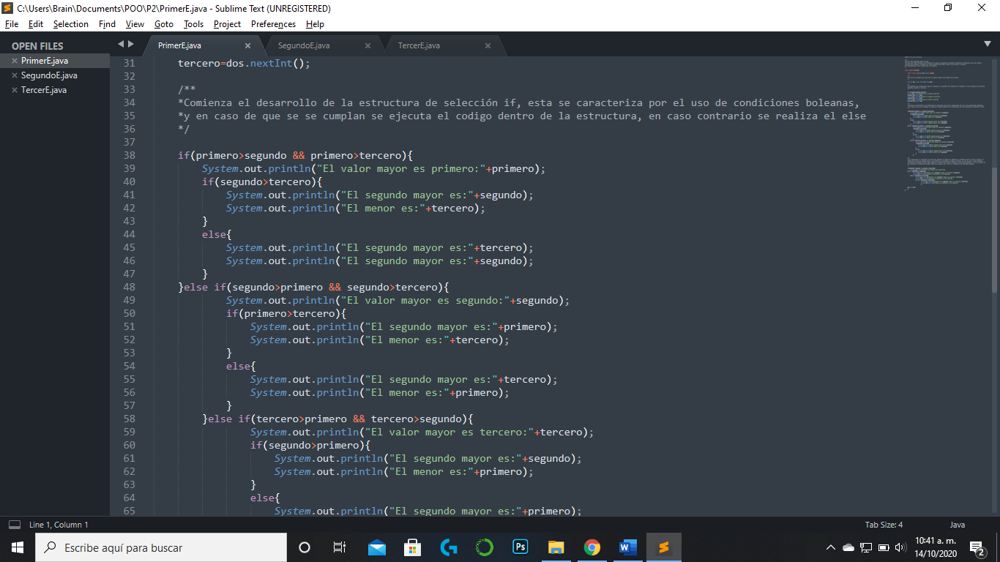 C:\Users\Brain\Documents\POO\P2\PrimerE.java - Sublime Text (UNREGISTERED)
File Edit Selection Find View Goto Tools Project Preferences Help
OPEN FILES
PrimerE.java
SegundoE.java
TercerE.java
PrimerE.java SegundoE.java TercerE.java
31 tercero=dos.nextInt();
32
33 /**
34 *Comienza el desarrollo de la estructura de selección if, esta se caracteriza por el uso de condiciones boleanas,
35 *y en caso de que se se cumplan se ejecuta el codigo dentro de la estructura, en caso contrario se realiza el else
36 */
37
38 if(primero>segundo && primero>tercero){
39 System.out.println("El valor mayor es primero:"+primero);
40 if(segundo>tercero){
41 System.out.println("El segundo mayor es:"+segundo);
42 System.out.println("El menor es:"+tercero);
43 }
44 else{
45 System.out.println("El segundo mayor es:"+tercero);
46 System.out.println("El segundo mayor es:"+segundo);
47 }
48 }else if(segundo>primero && segundo>tercero){
49 System.out.println("El valor mayor es segundo:"+segundo);
50 if(primero>tercero){
51 System.out.println("El segundo mayor es:"+primero);
52 System.out.println("El menor es:"+tercero);
53 }
54 else{
55 System.out.println("El segundo mayor es:"+tercero);
56 System.out.println("El menor es:"+primero);
57 }
58 }else if(tercero>primero && tercero>segundo){
59 System.out.println("El valor mayor es tercero:"+tercero);
60 if(segundo>primero){
61 System.out.println("El segundo mayor es:"+segundo);
62 System.out.println("El menor es:"+primero);
63 }
64 else{
65 System.out.println("El segundo mayor es:"+primero);
Line 1, Column 1 Tab Size: 4 Java
Escribe aquí para buscar
Ps
W
10:41 a. m.
14/10/2020
2